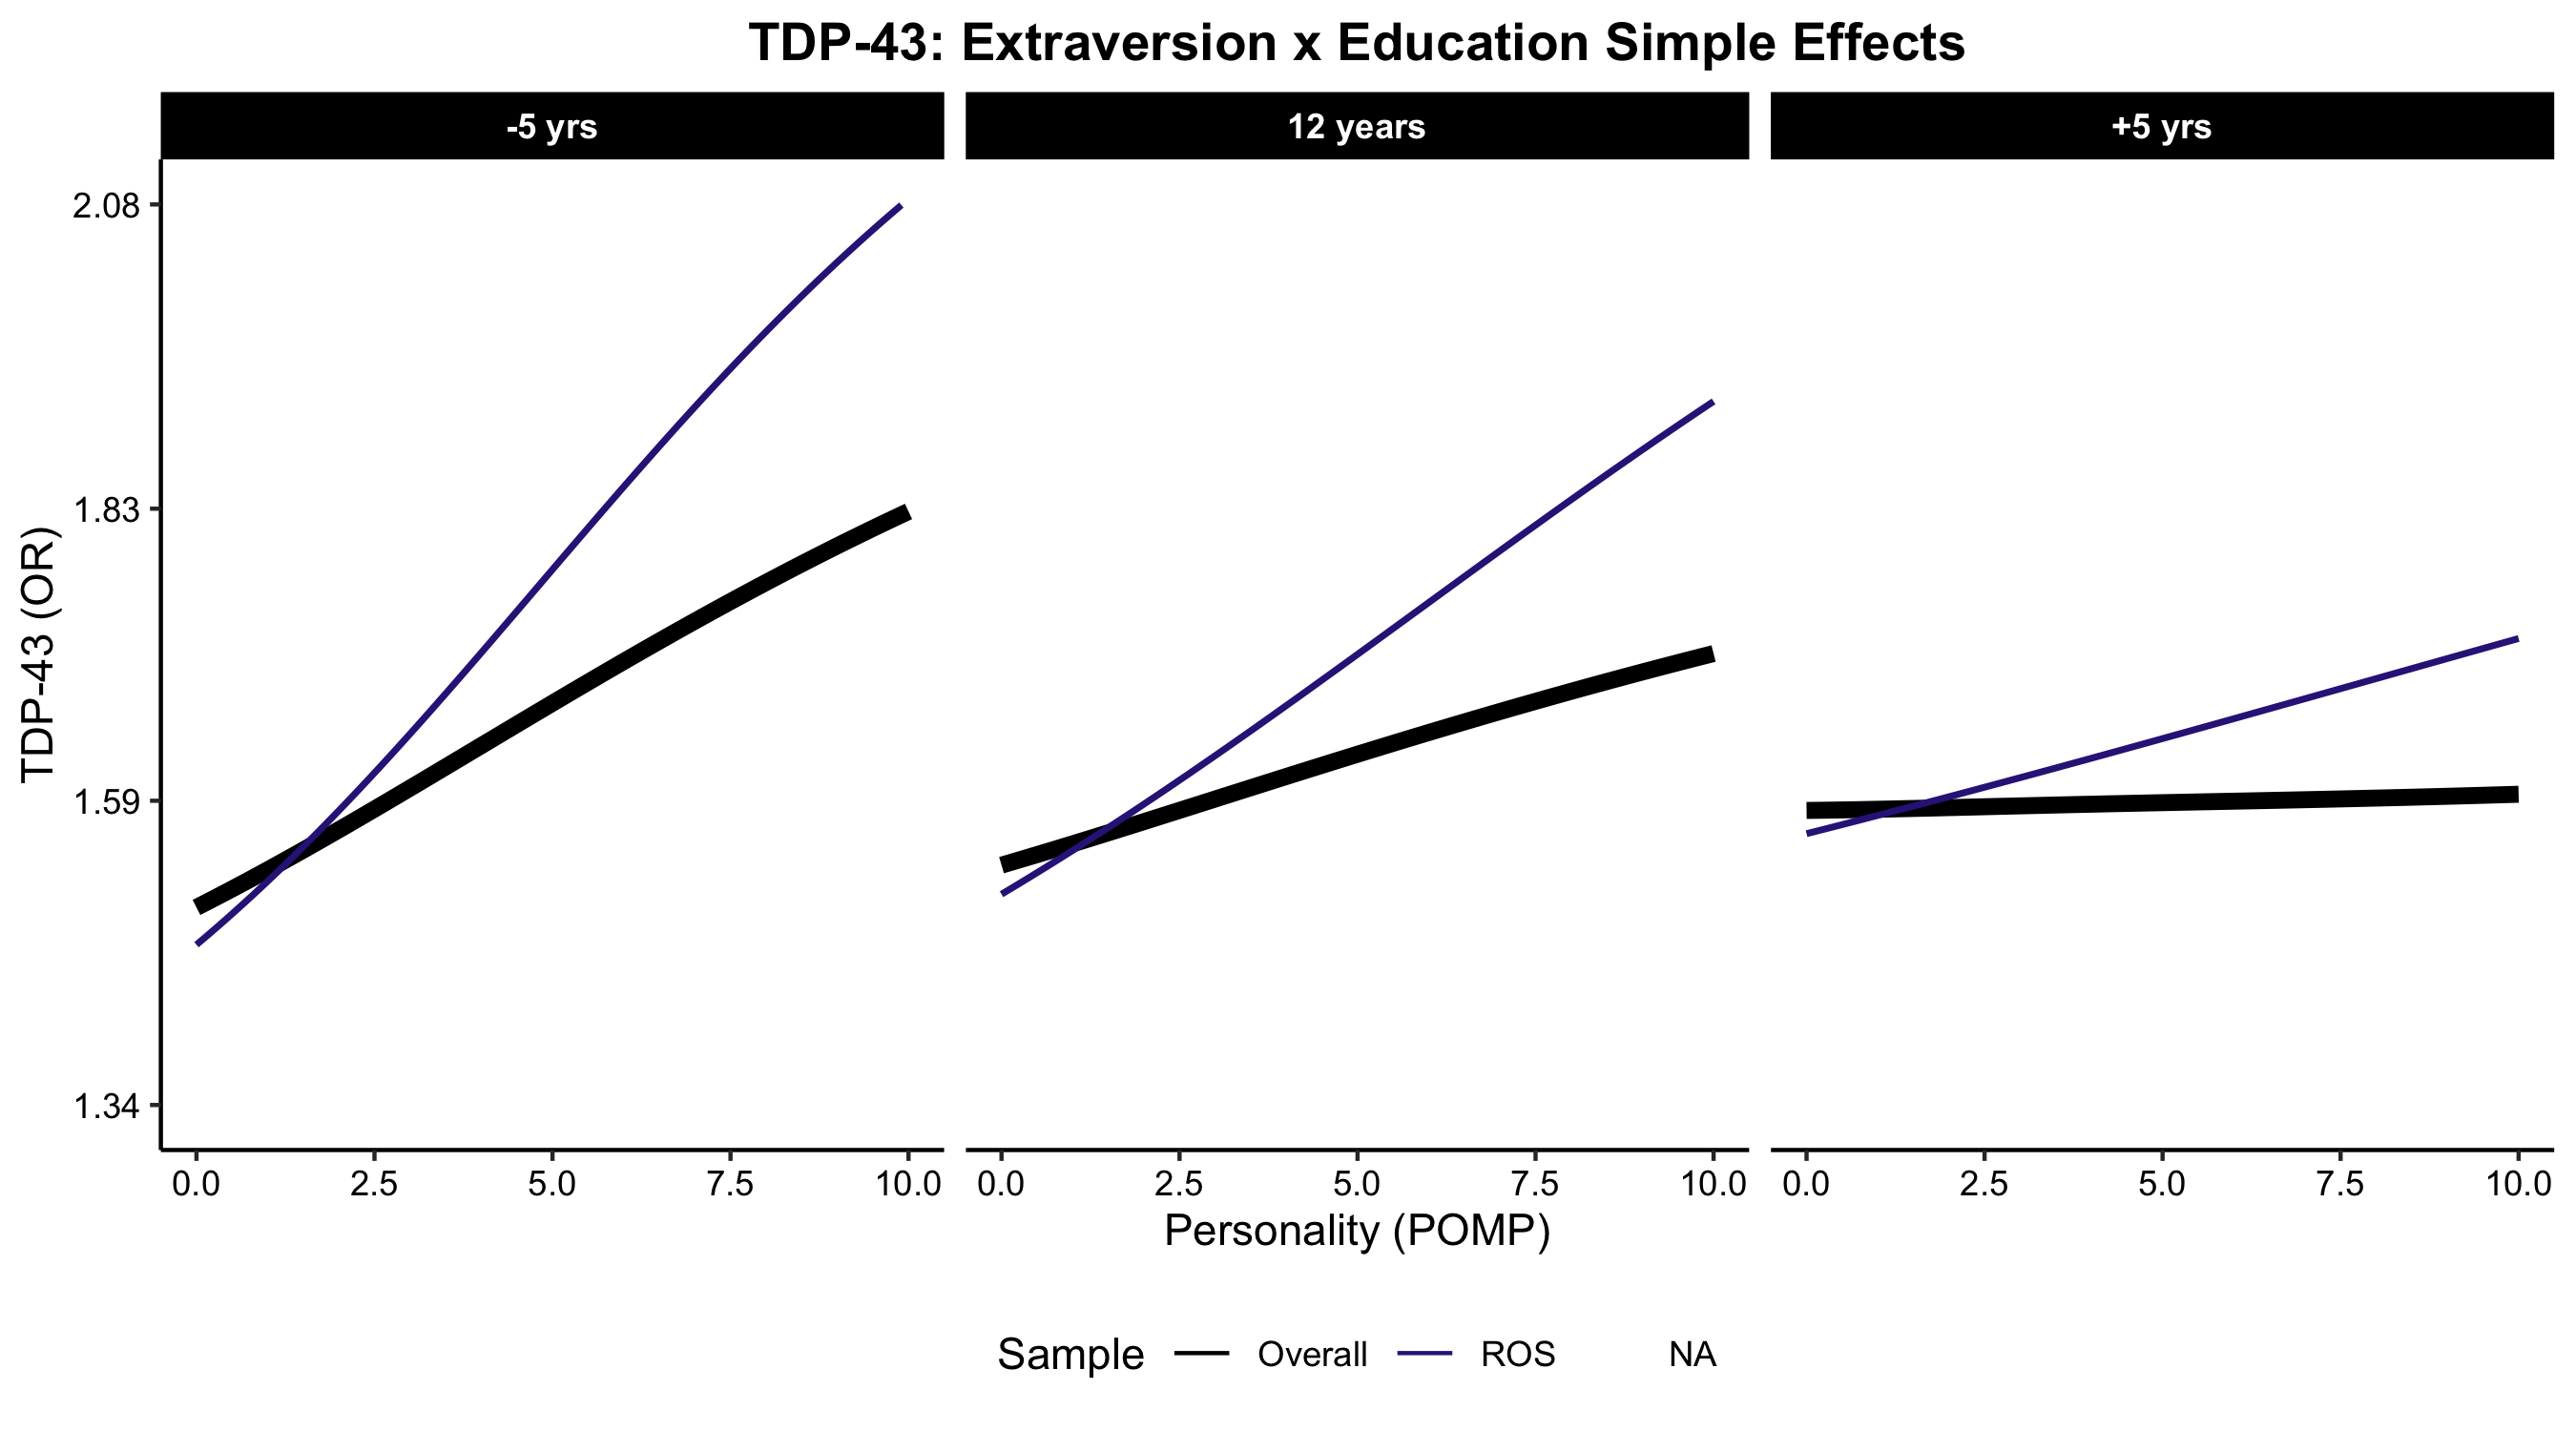 TDP-43: Extraversion x Education Simple Effects
-5 yrs 12 years +5 yrs
2.08
1.83
1.59
1.34
TDP-43 (OR)
0.0 2.5 5.0 7.5 10.0 0.0 2.5 5.0 7.5 10.0 0.0 2.5 5.0 7.5 10.0
Personality (POMP)
Sample Overall ROS NA